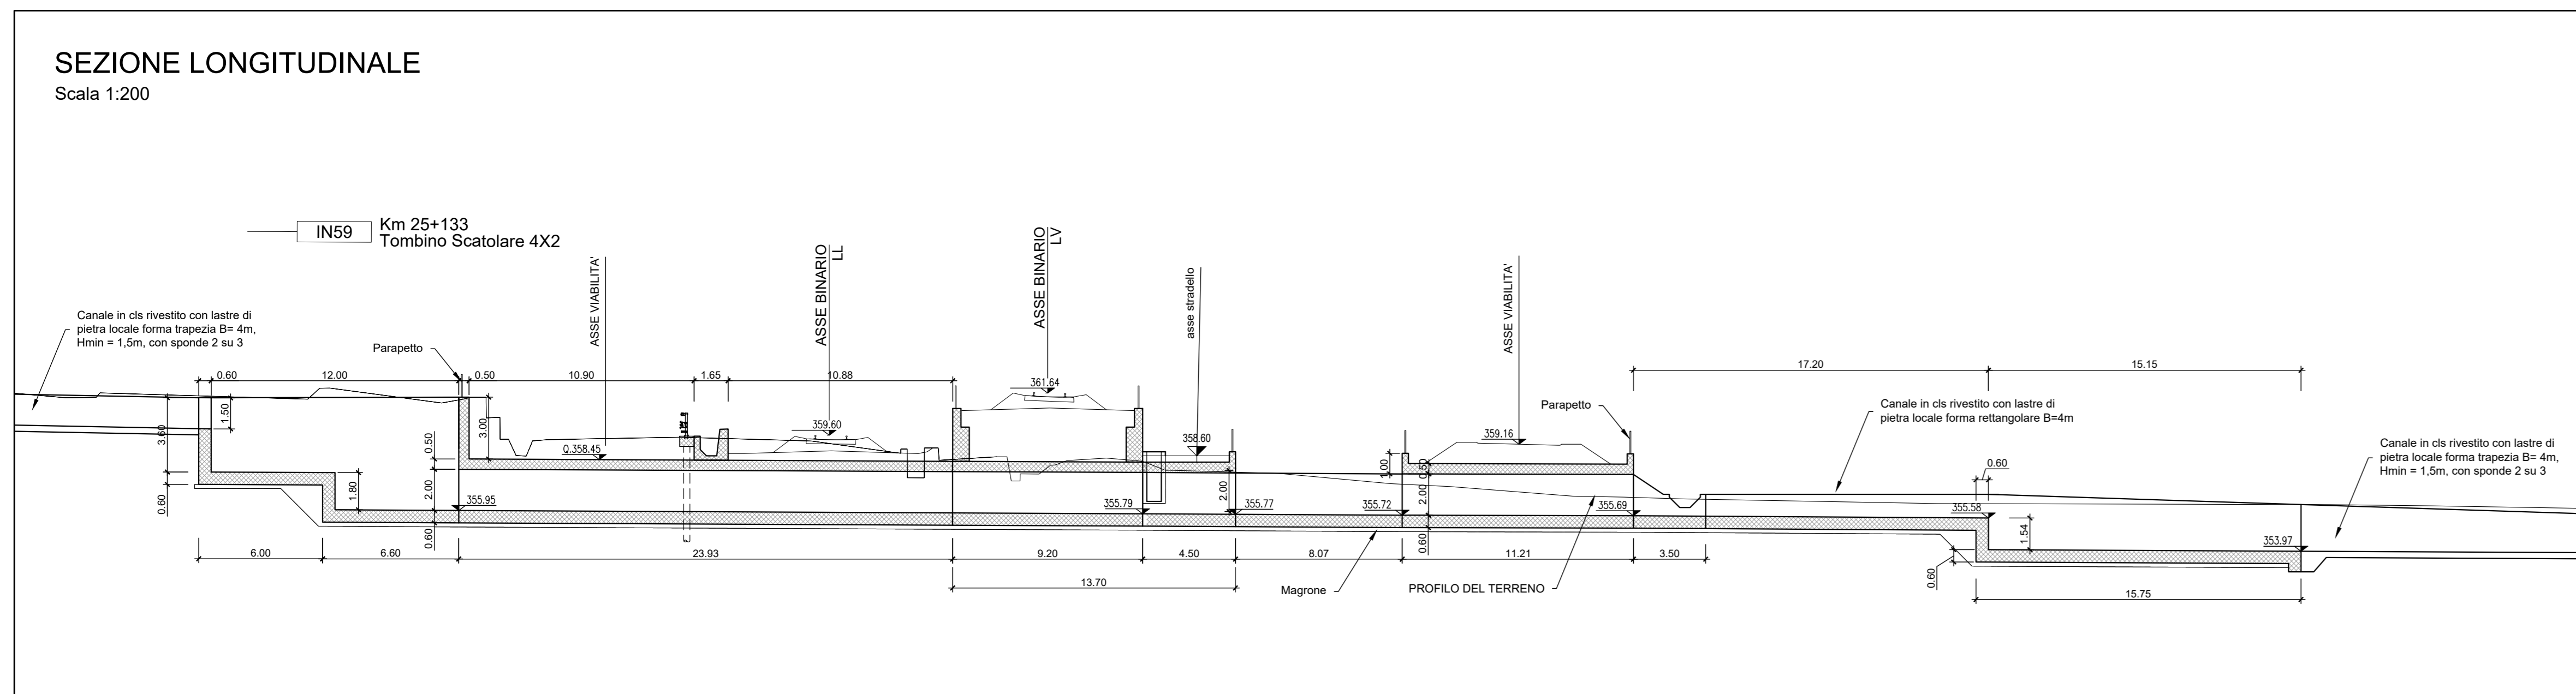 SEZIONE LONGITUDINALE
Scala 1:200
IN59
Km 25+133
Tombino Scatolare 4X2
ASSE VIABILITA'
ASSE BINARIO
LL
ASSE BINARIO
LV
asse stradello
ASSE VIABILITA'
Canale in cls rivestito con lastre di
pietra locale forma trapezia B= 4m,
Hmin = 1,5m, con sponde 2 su 3
Parapetto
0.60
12.00
0.50
10.90
1.65
10.88
361.64
17.20
15.15
Parapetto
Canale in cls rivestito con lastre di
pietra locale forma rettangolare B=4m
Canale in cls rivestito con lastre di
pietra locale forma trapezia B= 4m,
Hmin = 1,5m, con sponde 2 su 3
1.50
3.60
0.60
1.80
0.50
2.00
0.60
3.00
Q.358.45
359.60
358.60
359.16
1.00
0.50
2.00
0.60
2.00
0.60
355.95
355.79
355.77
355.72
355.69
355.58
1.54
353.97
0.60
6.00
6.60
23.93
9.20
4.50
8.07
11.21
3.50
13.70
Magrone
PROFILO DEL TERRENO
15.75